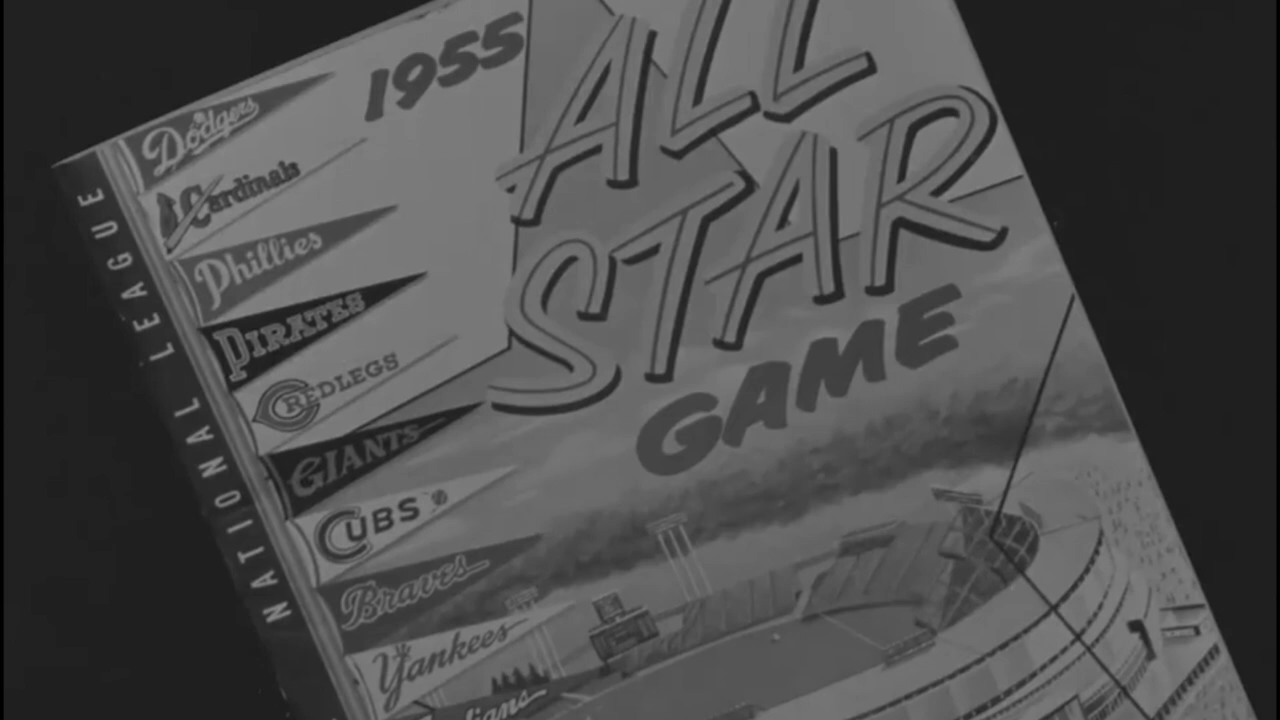 1955
ALL
STAR
GAME
NATIONAL LEAGUE
Dodgers
Cardinals
Phillies
PIRATES
REDLEGS
GIANTS
CUBS
Braves
Yankees